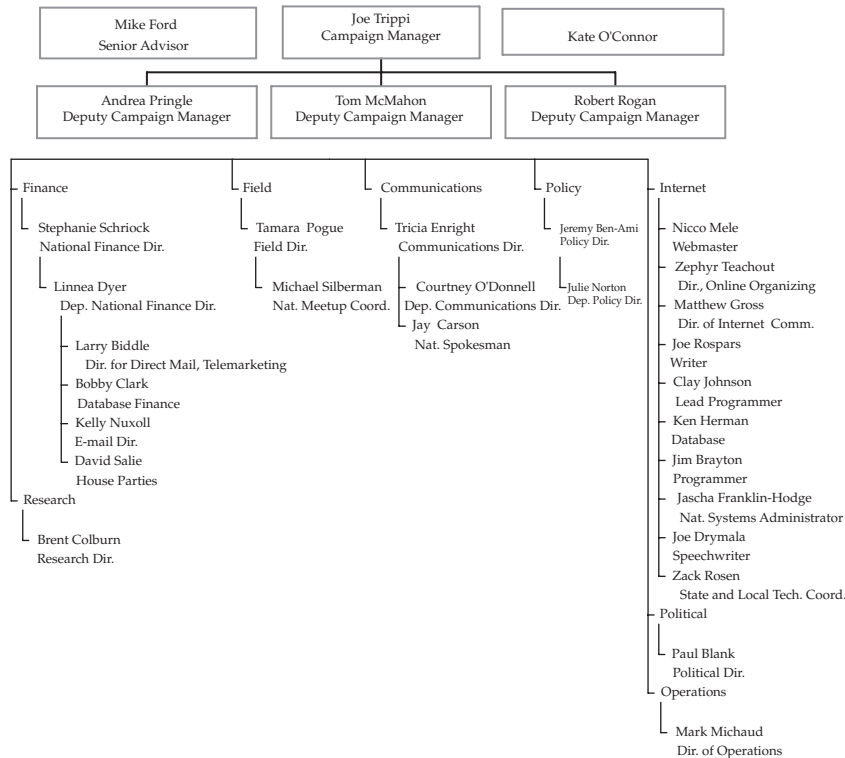 Mike Ford
Senior Advisor
Joe Trippi
Campaign Manager
Kate O'Connor
Andrea Pringle
Deputy Campaign Manager
Tom McMahon
Deputy Campaign Manager
Robert Rogan
Deputy Campaign Manager
Finance
Stephanie Schriock
National Finance Dir.
Linnea Dyer
Dep. National Finance Dir.
Larry Biddle
Dir. for Direct Mail, Telemarketing
Bobby Clark
Database Finance
Kelly Nuxoll
E-mail Dir.
David Salie
House Parties
Research
Brent Colburn
Research Dir.
Field
Tamara Pogue
Field Dir.
Michael Silberman
Nat. Meetup Coord.
Communications
Tricia Enright
Communications Dir.
Courtney O'Donnell
Dep. Communications Dir.
Jay Carson
Nat. Spokesman
Policy
Jeremy Ben-Ami
Policy Dir.
Julie Norton
Dep. Policy Dir.
Internet
Nicco Mele
Webmaster
Zephyr Teachout
Dir., Online Organizing
Matthew Gross
Dir. of Internet Comm.
Joe Rospars
Writer
Clay Johnson
Lead Programmer
Ken Herman
Database
Jim Brayton
Programmer
Jascha Franklin-Hodge
Nat. Systems Administrator
Joe Drymala
Speechwriter
Zack Rosen
State and Local Tech. Coord.
Political
Paul Blank
Political Dir.
Operations
Mark Michaud
Dir. of Operations